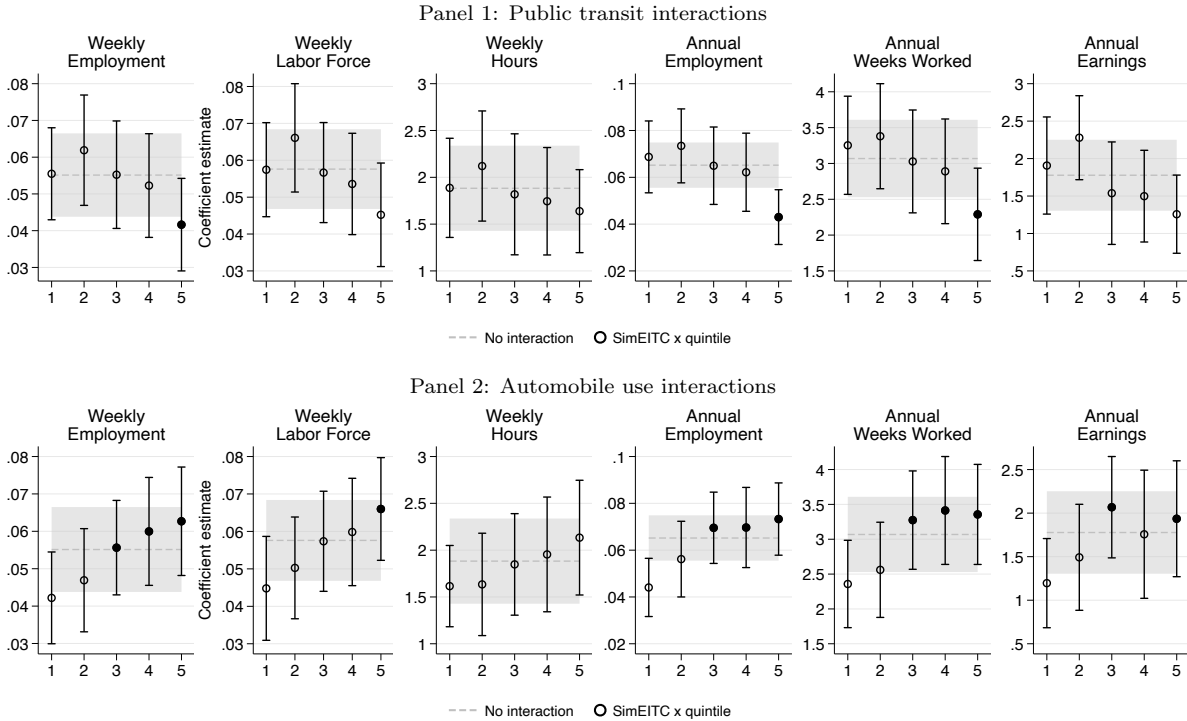 Panel 1: Public transit interactions
Weekly
Employment
Weekly
Labor Force
Weekly
Hours
Annual
Employment
Annual
Weeks Worked
Annual
Earnings
Coefficient estimate
.08
.07
.06
.05
.04
.03
1 2 3 4 5
.08
.07
.06
.05
.04
.03
1 2 3 4 5
3
2.5
2
1.5
1
1 2 3 4 5
.1
.08
.06
.04
.02
1 2 3 4 5
4
3.5
3
2.5
2
1.5
1 2 3 4 5
3
2.5
2
1.5
1
.5
1 2 3 4 5
No interaction SimEITC x quintile
Panel 2: Automobile use interactions
Weekly
Employment
Weekly
Labor Force
Weekly
Hours
Annual
Employment
Annual
Weeks Worked
Annual
Earnings
Coefficient estimate
.08
.07
.06
.05
.04
.03
1 2 3 4 5
.08
.07
.06
.05
.04
.03
1 2 3 4 5
3
2.5
2
1.5
1
1 2 3 4 5
.1
.08
.06
.04
.02
1 2 3 4 5
4
3.5
3
2.5
2
1.5
1 2 3 4 5
2.5
2
1.5
1
.5
1 2 3 4 5
No interaction SimEITC x quintile